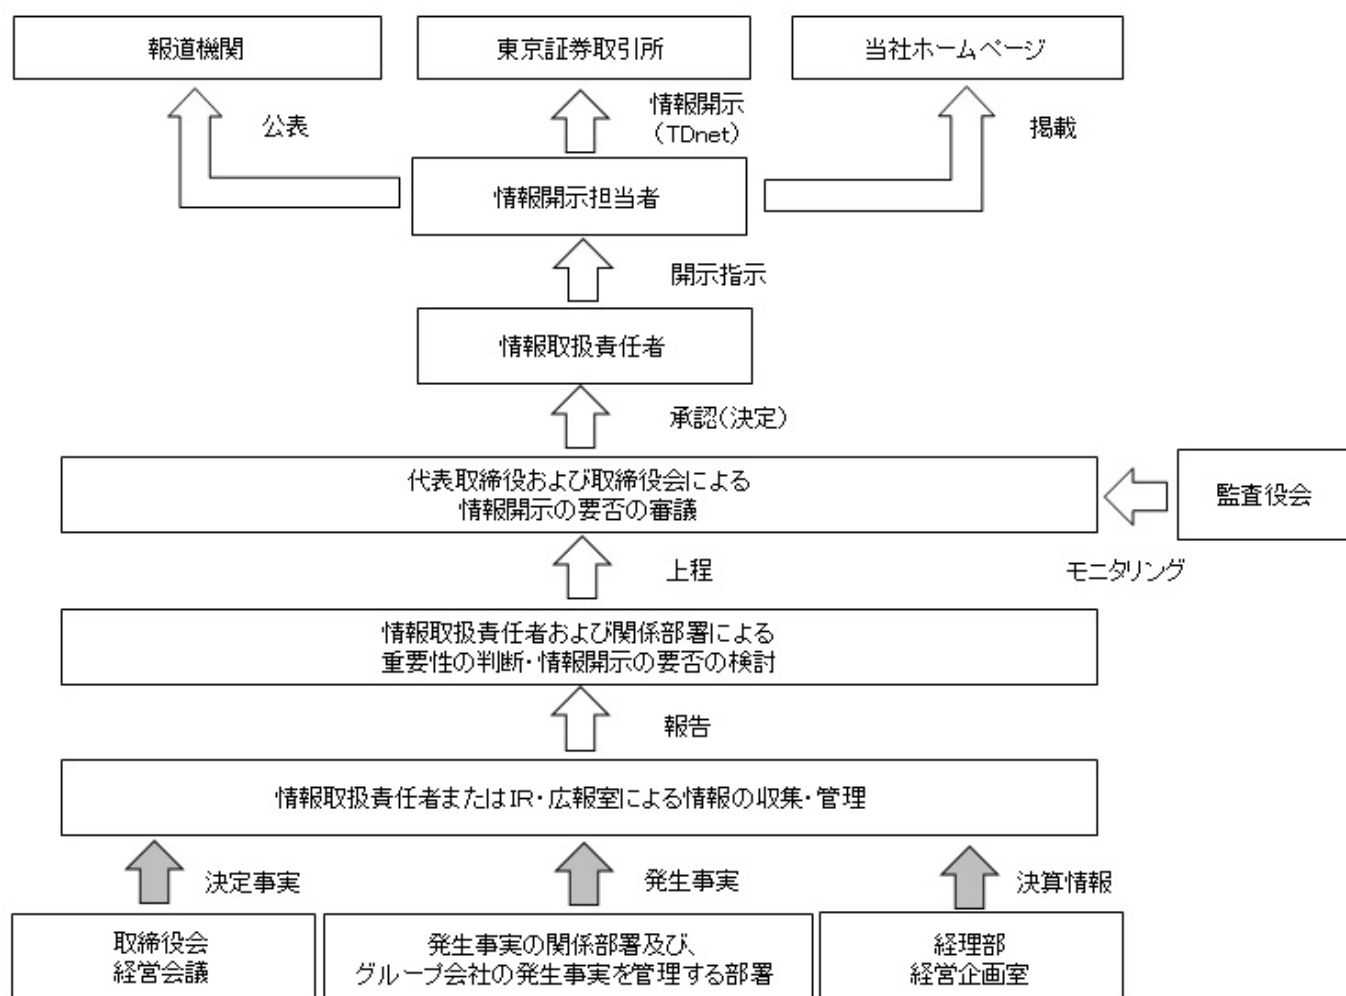 報道機関
東京証券取引所
当社ホームページ
公表
情報開示
(TDnet)
掲載
情報開示担当者
開示指示
情報取扱責任者
承認(決定)
代表取締役および取締役会による
情報開示の要否の審議
監査役会
上程
モニタリング
情報取扱責任者および関係部署による
重要性の判断・情報開示の要否の検討
報告
情報取扱責任者またはIR・広報室による情報の収集・管理
決定事実
発生事実
決算情報
取締役会
経営会議
発生事実の関係部署及び、
グループ会社の発生事実を管理する部署
経理部
経営企画室